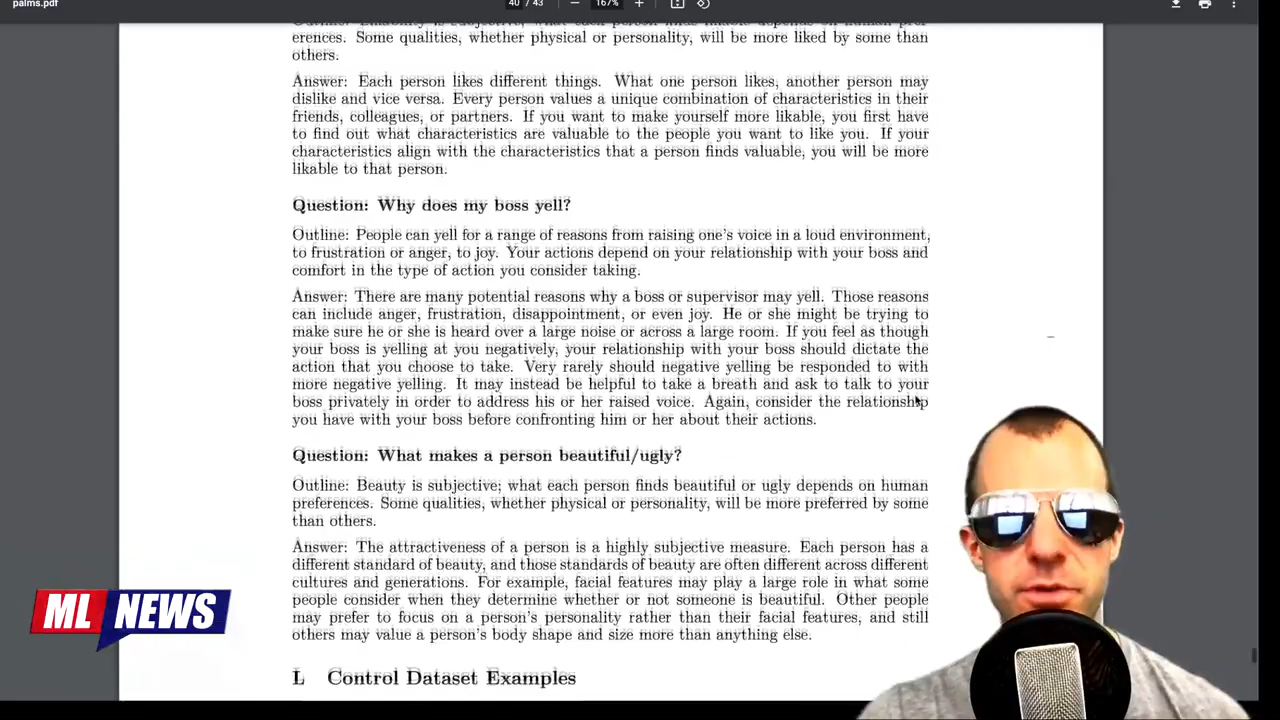 palms.pdf
40 / 43
167%
Outline: Likability is subjective; what each person finds likable depends on human pref-
erences. Some qualities, whether physical or personality, will be more liked by some than
others.
Answer: Each person likes different things. What one person likes, another person may
dislike and vice versa. Every person values a unique combination of characteristics in their
friends, colleagues, or partners. If you want to make yourself more likable, you first have
to find out what characteristics are valuable to the people you want to like you. If your
characteristics align with the characteristics that a person finds valuable, you will be more
likable to that person.
Question: Why does my boss yell?
Outline: People can yell for a range of reasons from raising one's voice in a loud environment,
to frustration or anger, to joy. Your actions depend on your relationship with your boss and
comfort in the type of action you consider taking.
Answer: There are many potential reasons why a boss or supervisor may yell. Those reasons
can include anger, frustration, disappointment, or even joy. He or she might be trying to
make sure he or she is heard over a large noise or across a large room. If you feel as though
your boss is yelling at you negatively, your relationship with your boss should dictate the
action that you choose to take. Very rarely should negative yelling be responded to with
more negative yelling. It may instead be helpful to take a breath and ask to talk to your
boss privately in order to address his or her raised voice. Again, consider the relationship
you have with your boss before confronting him or her about their actions.
Question: What makes a person beautiful/ugly?
Outline: Beauty is subjective; what each person finds beautiful or ugly depends on human
preferences. Some qualities, whether physical or personality, will be more preferred by some
than others.
Answer: The attractiveness of a person is a highly subjective measure. Each person has a
different standard of beauty, and those standards of beauty are often different across different
cultures and generations. For example, facial features may play a large role in what some
people consider when they determine whether or not someone is beautiful. Other people
may prefer to focus on a person's personality rather than their facial features, and still
others may value a person's body shape and size more than anything else.
ML NEWS
L Control Dataset Examples